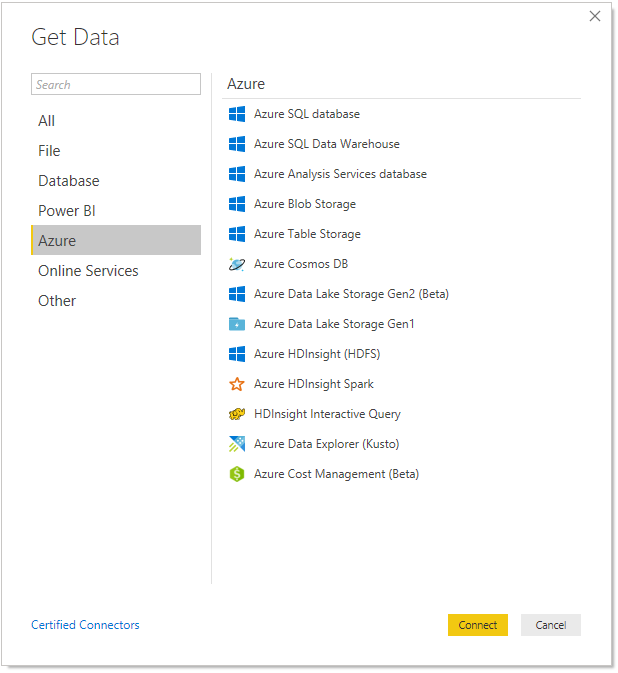 Get Data
Search
All
File
Database
Power BI
Azure
Online Services
Other
Azure
Azure SQL database
Azure SQL Data Warehouse
Azure Analysis Services database
Azure Blob Storage
Azure Table Storage
Azure Cosmos DB
Azure Data Lake Storage Gen2 (Beta)
Azure Data Lake Storage Gen1
Azure HDInsight (HDFS)
Azure HDInsight Spark
HDInsight Interactive Query
Azure Data Explorer (Kusto)
Azure Cost Management (Beta)
Certified Connectors
Connect
Cancel